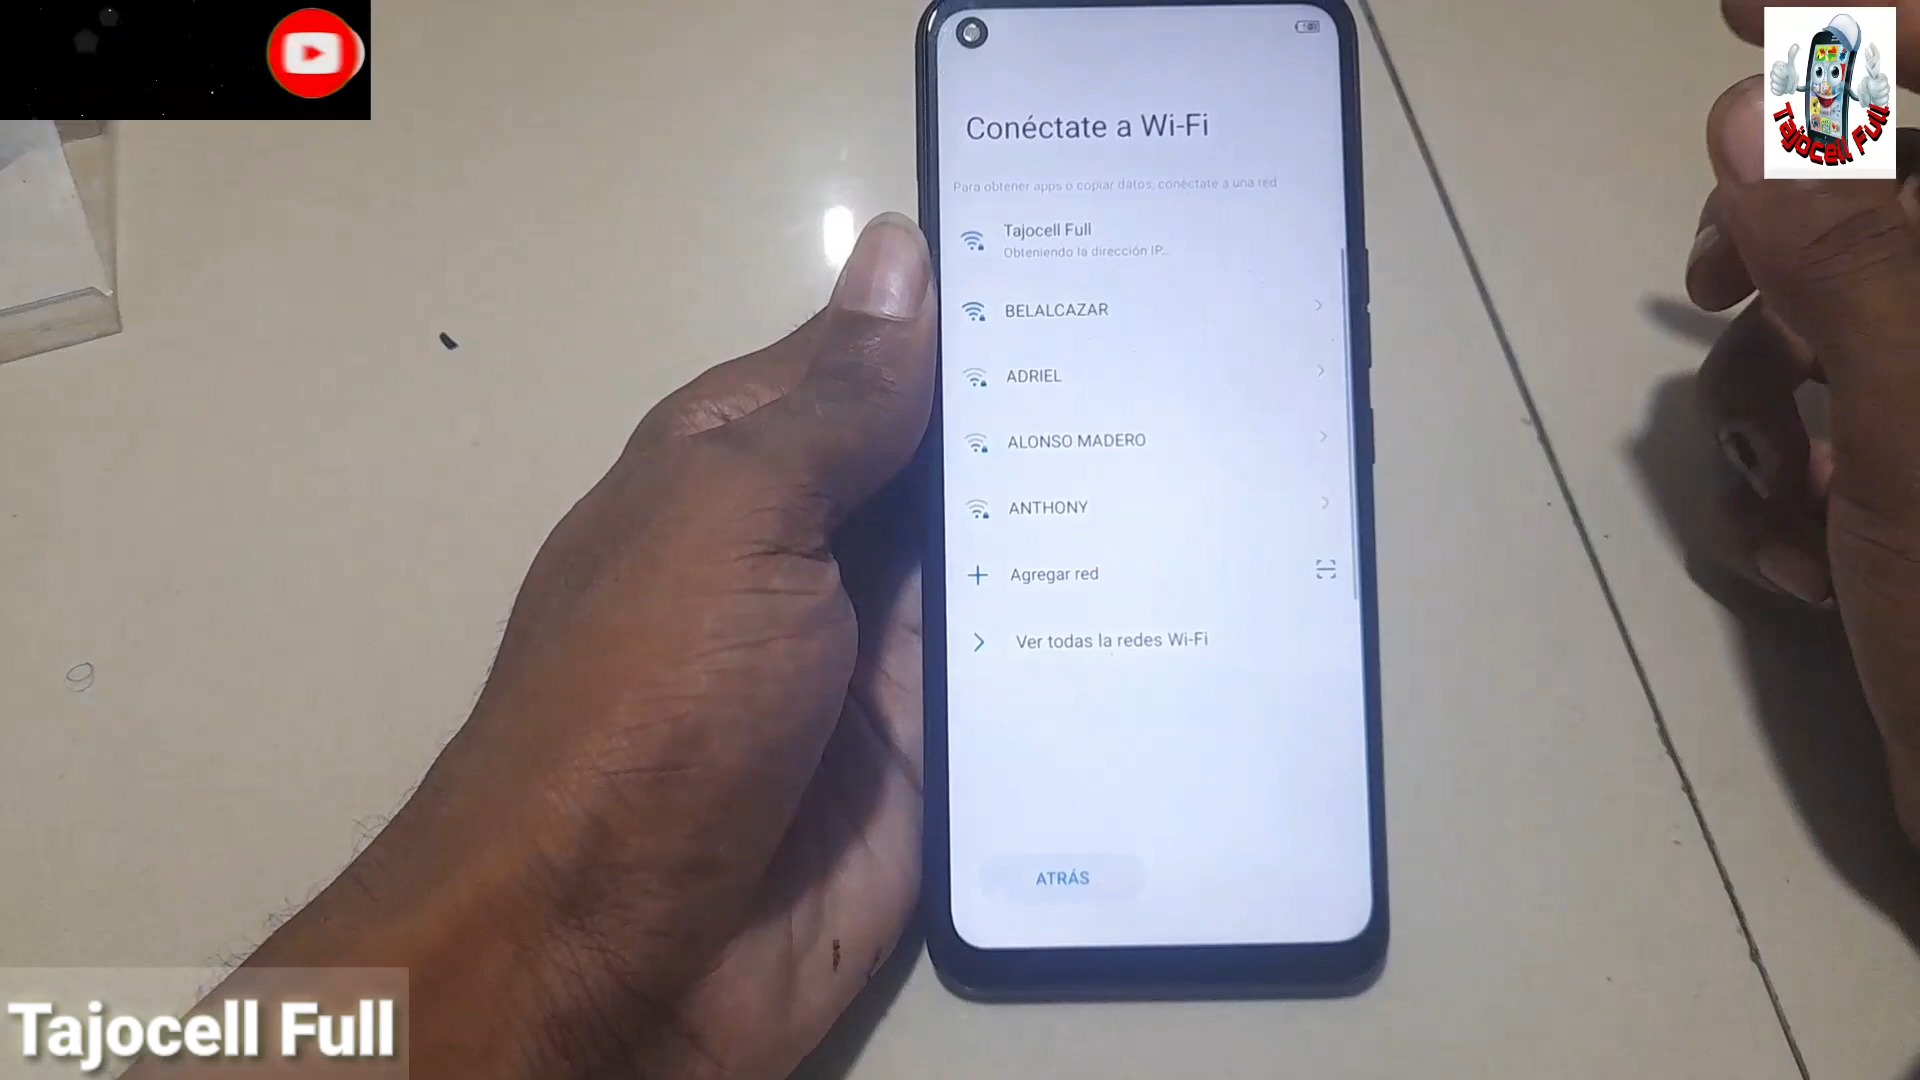 Conéctate a Wi-Fi
Para obtener apps o copiar datos, conéctate a una red
Tajocell Full
Obteniendo la dirección IP...
BELALCAZAR
ADRIEL
ALONSO MADERO
ANTHONY
Agregar red
Ver todas la redes Wi-Fi
ATRÁS
Tajocell Full
Tajocell Full